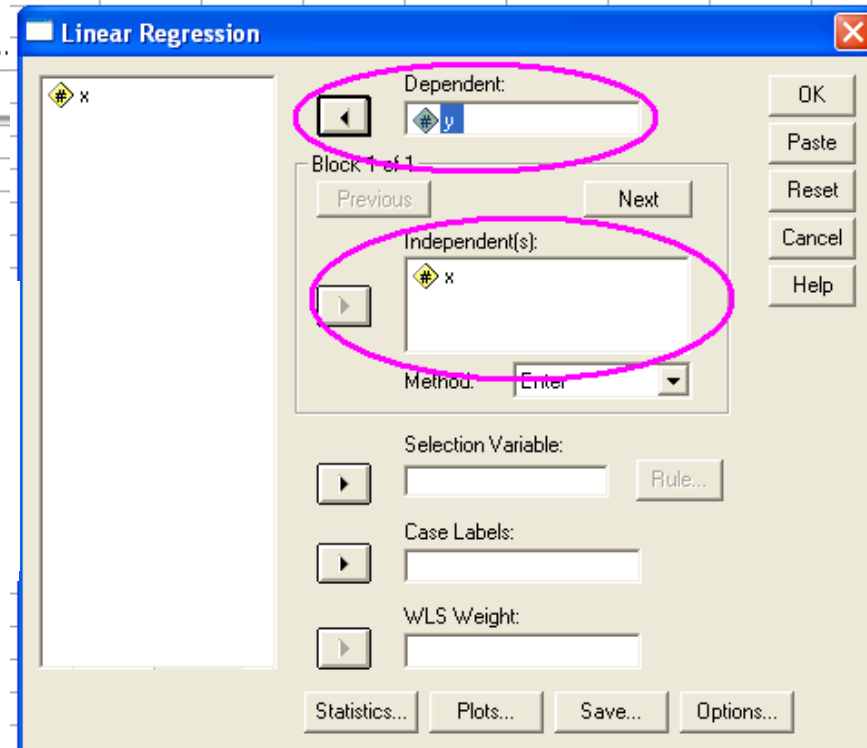 Linear Regression
x
Dependent:
y
Block 1 of 1
Previous
Next
Independent(s):
x
Method:
Enter
Selection Variable:
Rule...
Case Labels:
WLS Weight:
Statistics...
Plots...
Save...
Options...
OK
Paste
Reset
Cancel
Help